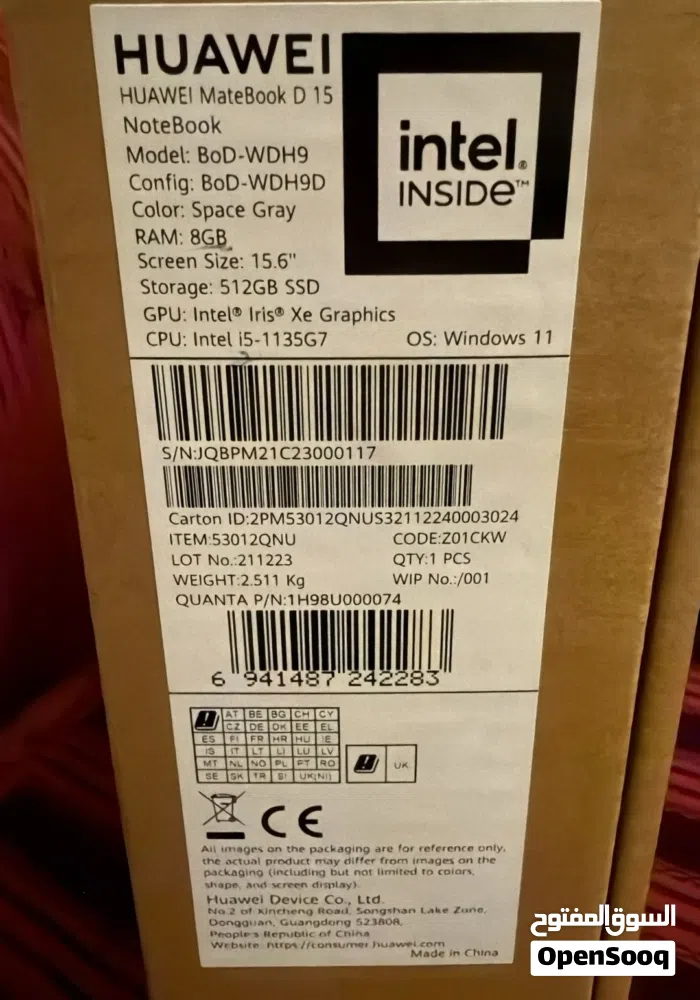 HUAWEI
HUAWEI MateBook D 15
NoteBook
Model: BoD-WDH9
Config: BoD-WDH9D
Color: Space Gray
RAM: 8GB
Screen Size: 15.6"
Storage: 512GB SSD
GPU: Intel® Iris® Xe Graphics
CPU: Intel i5-1135G7 OS: Windows 11
intel®
INSIDE™
S/N:JQBPM21C23000117
Carton ID:2PM53012QNUS32112240003024
ITEM:53012QNU CODE:Z01CKW
LOT No.:211223 QTY:1 PCS
WEIGHT:2.511 Kg WIP No.:/001
QUANTA P/N:1H98U000074
6 941487 242283
AT BE BG CH CY
CZ DE DK EE EL
ES FI FR HR HU IE
IS IT LT LI LU LV
MT NL NO PL PT RO
SE SK TR SI UK(NI)
UK
CE
All images on the packaging are for reference only,
the actual product may differ from images on the
packaging (including but not limited to colors,
shape, and screen display).
Huawei Device Co., Ltd.
No.2 of Xincheng Road, Songshan Lake Zone,
Dongguan, Guangdong 523808,
People's Republic of China
Website: https://consumer.huawei.com
Made in China
السوق المفتوح
OpenSooq